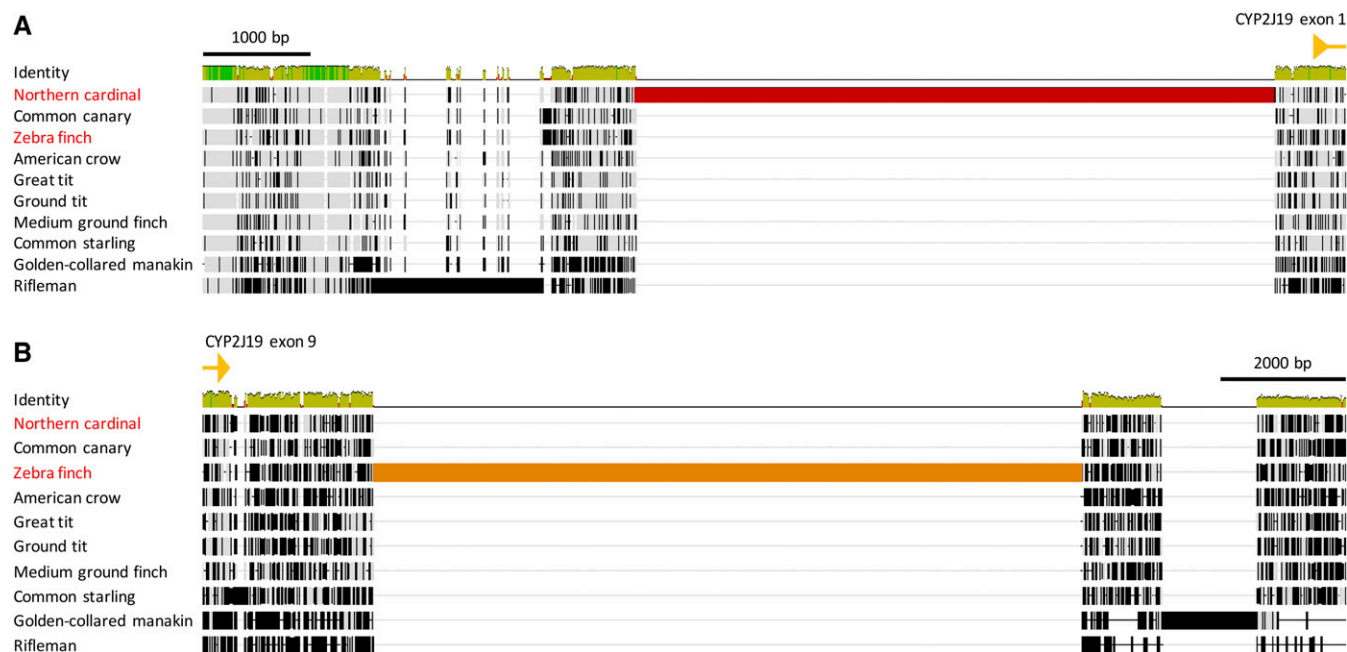 A
CYP2J19 exon 1
1000 bp
Identity
Northern cardinal
Common canary
Zebra finch
American crow
Great tit
Ground tit
Medium ground finch
Common starling
Golden-collared manakin
Rifleman
B
CYP2J19 exon 9
2000 bp
Identity
Northern cardinal
Common canary
Zebra finch
American crow
Great tit
Ground tit
Medium ground finch
Common starling
Golden-collared manakin
Rifleman